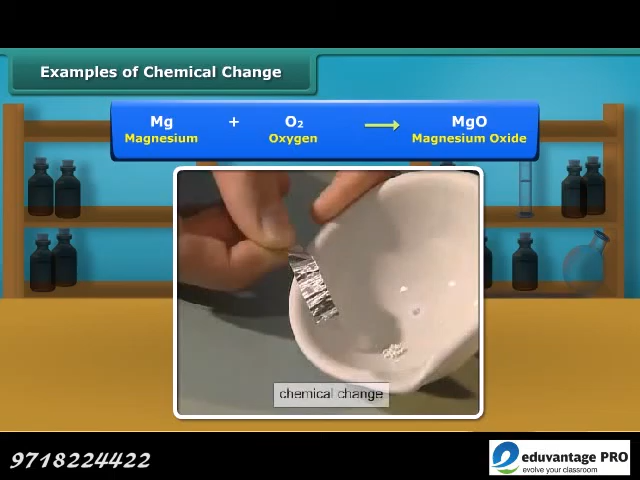 Examples of Chemical Change
Mg + O₂ → MgO
Magnesium Oxygen Magnesium Oxide
chemical change
9718224422
eduvantage PRO
evolve your classroom